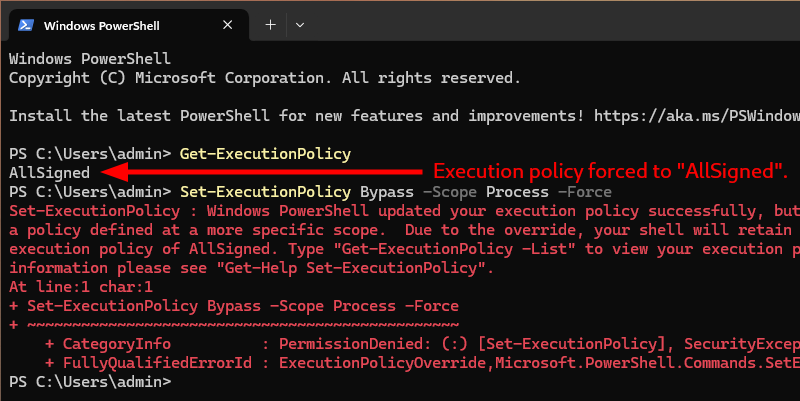 Windows PowerShell
Windows PowerShell
Copyright (C) Microsoft Corporation. All rights reserved.
Install the latest PowerShell for new features and improvements! https://aka.ms/PSWindow
PS C:\Users\admin> Get-ExecutionPolicy
AllSigned
Execution policy forced to "AllSigned".
PS C:\Users\admin> Set-ExecutionPolicy Bypass -Scope Process -Force
Set-ExecutionPolicy : Windows PowerShell updated your execution policy successfully, but
a policy defined at a more specific scope.  Due to the override, your shell will retain
execution policy of AllSigned. Type "Get-ExecutionPolicy -List" to view your execution p
information please see "Get-Help Set-ExecutionPolicy".
At line:1 char:1
+ Set-ExecutionPolicy Bypass -Scope Process -Force
+ ~~~~~~~~~~~~~~~~~~~~~~~~~~~~~~~~~~~~~~~~~~~~~~~~
+ CategoryInfo          : PermissionDenied: (:) [Set-ExecutionPolicy], SecurityExcep
+ FullyQualifiedErrorId : ExecutionPolicyOverride,Microsoft.PowerShell.Commands.SetE
PS C:\Users\admin>